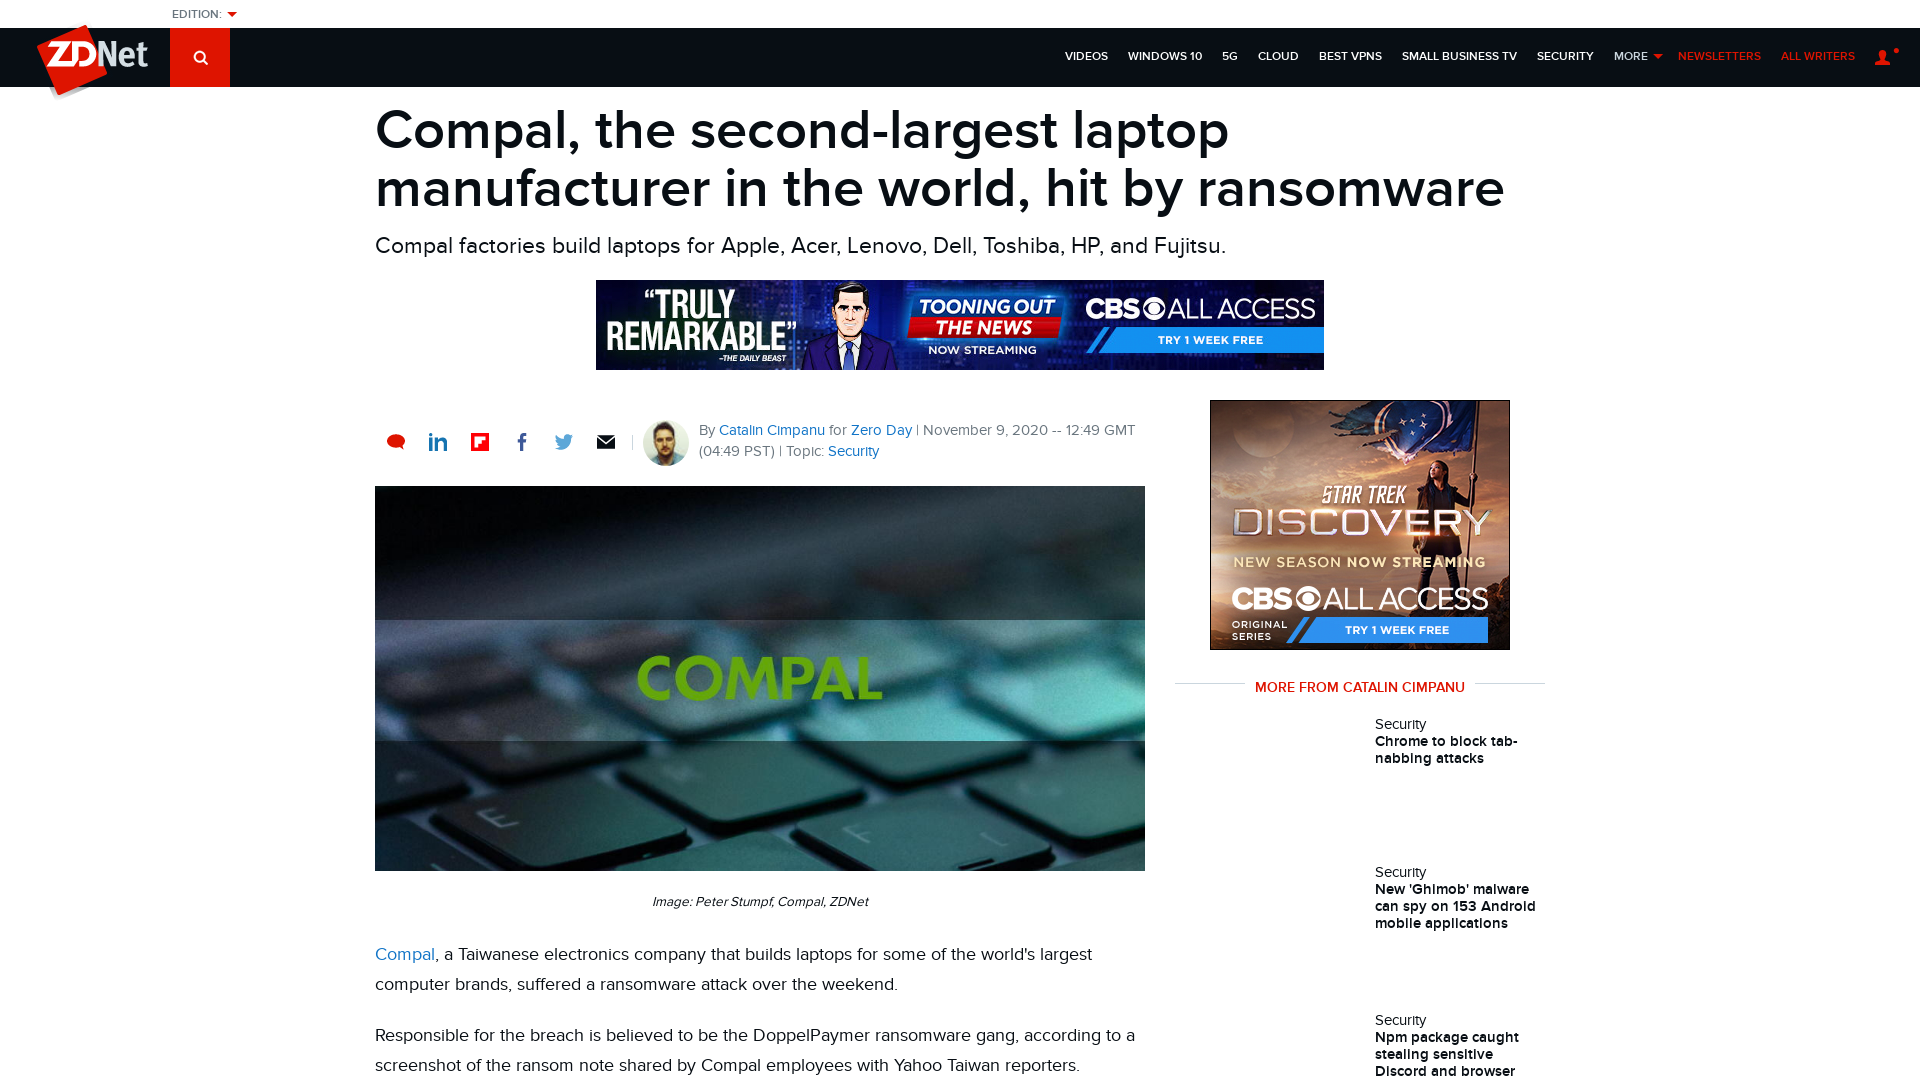 EDITION:
ZDNet
VIDEOS WINDOWS 10 5G CLOUD BEST VPNS SMALL BUSINESS TV SECURITY MORE NEWSLETTERS ALL WRITERS
Compal, the second-largest laptop
manufacturer in the world, hit by ransomware
Compal factories build laptops for Apple, Acer, Lenovo, Dell, Toshiba, HP, and Fujitsu.
"TRULY
REMARKABLE"
-THE DAILY BEAST
TOONING OUT
THE NEWS
NOW STREAMING
CBS ALL ACCESS
TRY 1 WEEK FREE
By Catalin Cimpanu for Zero Day | November 9, 2020 -- 12:49 GMT
(04:49 PST) | Topic: Security
COMPAL
E
F
Image: Peter Stumpf, Compal, ZDNet
Compal, a Taiwanese electronics company that builds laptops for some of the world's largest
computer brands, suffered a ransomware attack over the weekend.
Responsible for the breach is believed to be the DoppelPaymer ransomware gang, according to a
screenshot of the ransom note shared by Compal employees with Yahoo Taiwan reporters.
STAR TREK
DISCOVERY
NEW SEASON NOW STREAMING
CBS ALL ACCESS
ORIGINAL
SERIES
TRY 1 WEEK FREE
MORE FROM CATALIN CIMPANU
Security
Chrome to block tab-
nabbing attacks
Security
New 'Ghimob' malware
can spy on 153 Android
mobile applications
Security
Npm package caught
stealing sensitive
Discord and browser